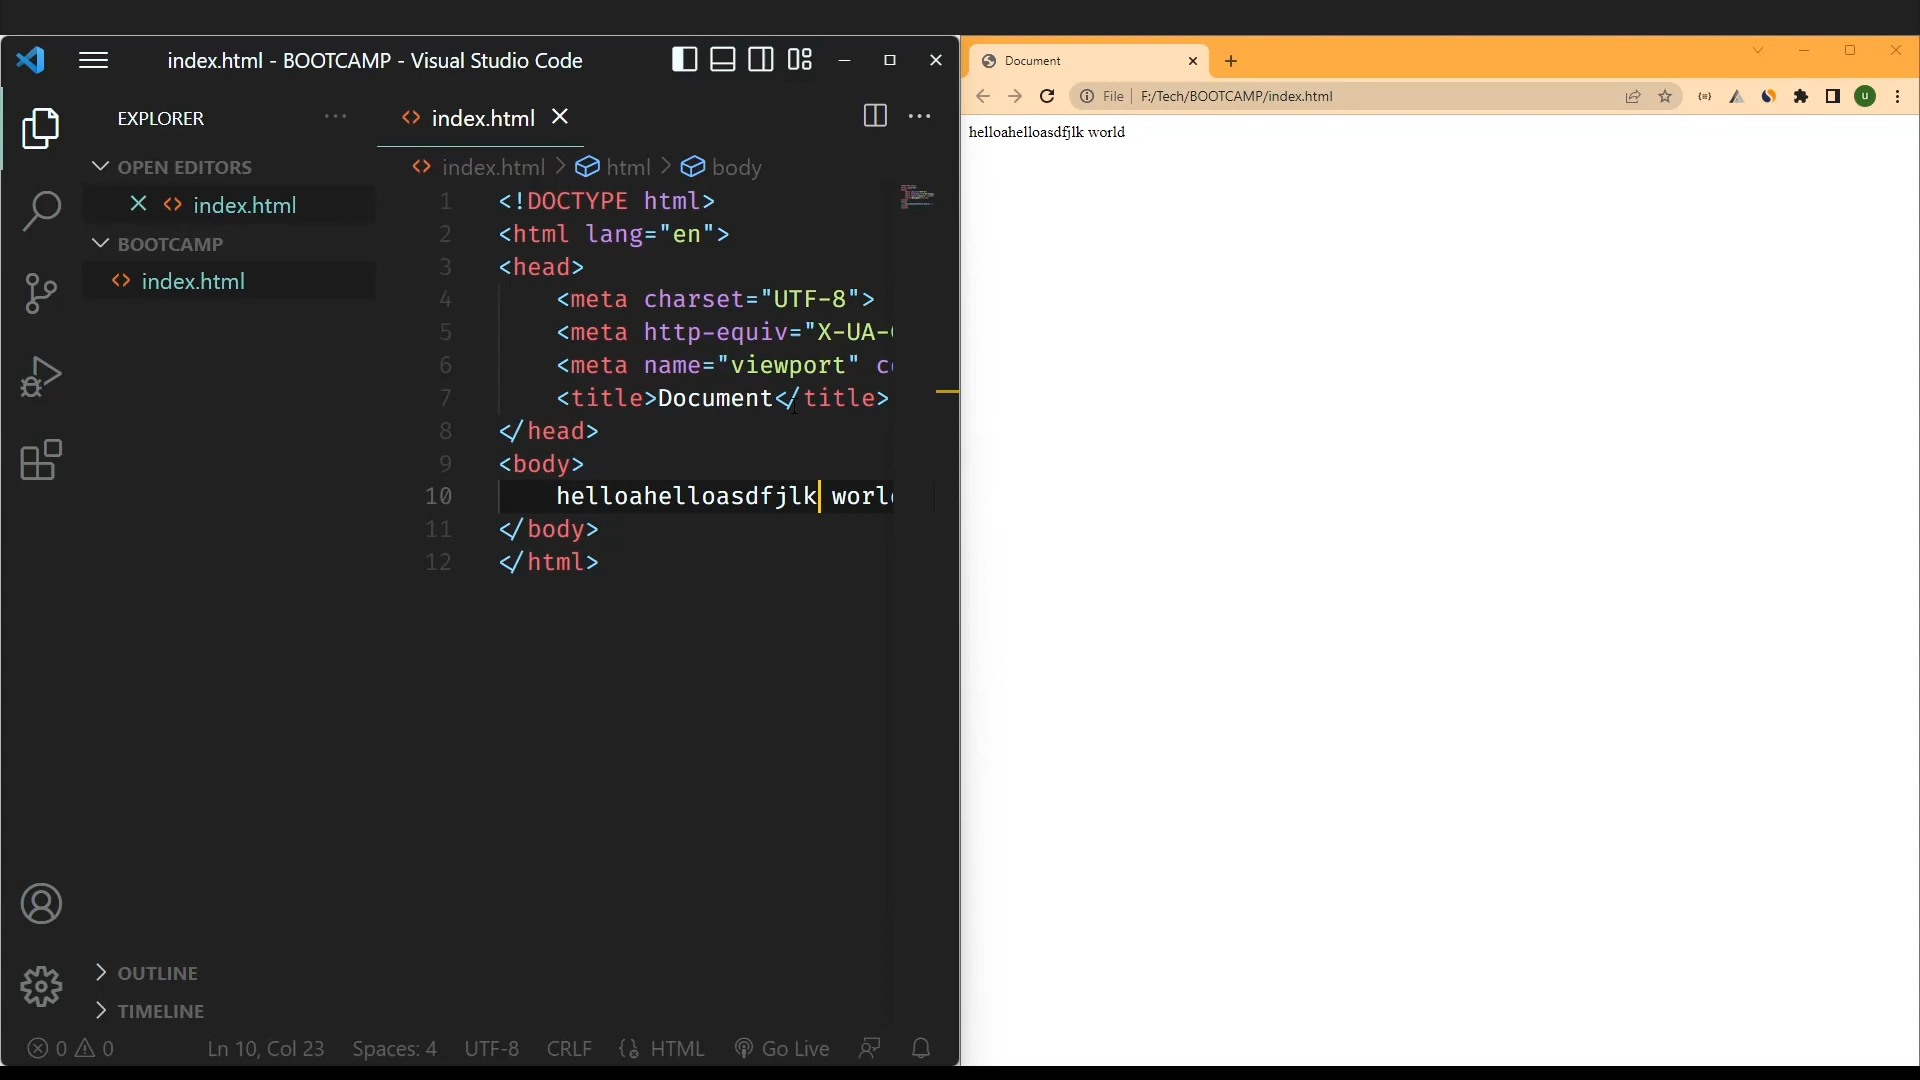 index.html - BOOTCAMP - Visual Studio Code
EXPLORER
OPEN EDITORS
index.html
BOOTCAMP
index.html
OUTLINE
TIMELINE
index.html
index.html > html > body
1 <!DOCTYPE html>
2 <html lang="en">
3 <head>
4 <meta charset="UTF-8">
5 <meta http-equiv="X-UA-
6 <meta name="viewport" c
7 <title>Document</title>
8 </head>
9 <body>
10 helloahelloasdfjlk worl
11 </body>
12 </html>
0 0 Ln 10, Col 23 Spaces: 4 UTF-8 CRLF HTML Go Live
Document
File F:/Tech/BOOTCAMP/index.html
U
helloahelloasdfjlk world